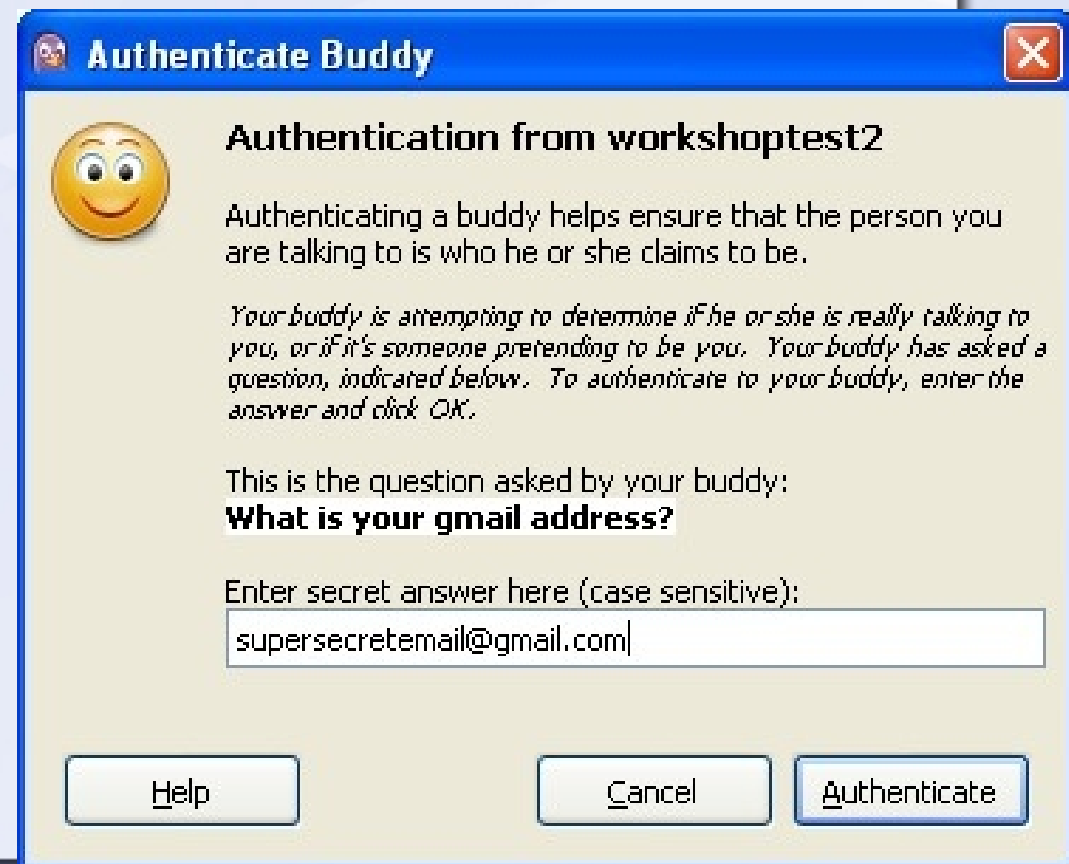 Authenticate Buddy
Authentication from workshoptest2
Authenticating a buddy helps ensure that the person you
are talking to is who he or she claims to be.
Your buddy is attempting to determine if he or she is really talking to
you, or if it's someone pretending to be you. Your buddy has asked a
question, indicated below. To authenticate to your buddy, enter the
answer and click OK.
This is the question asked by your buddy:
What is your gmail address?
Enter secret answer here (case sensitive):
supersecretemail@gmail.com
Help
Cancel
Authenticate